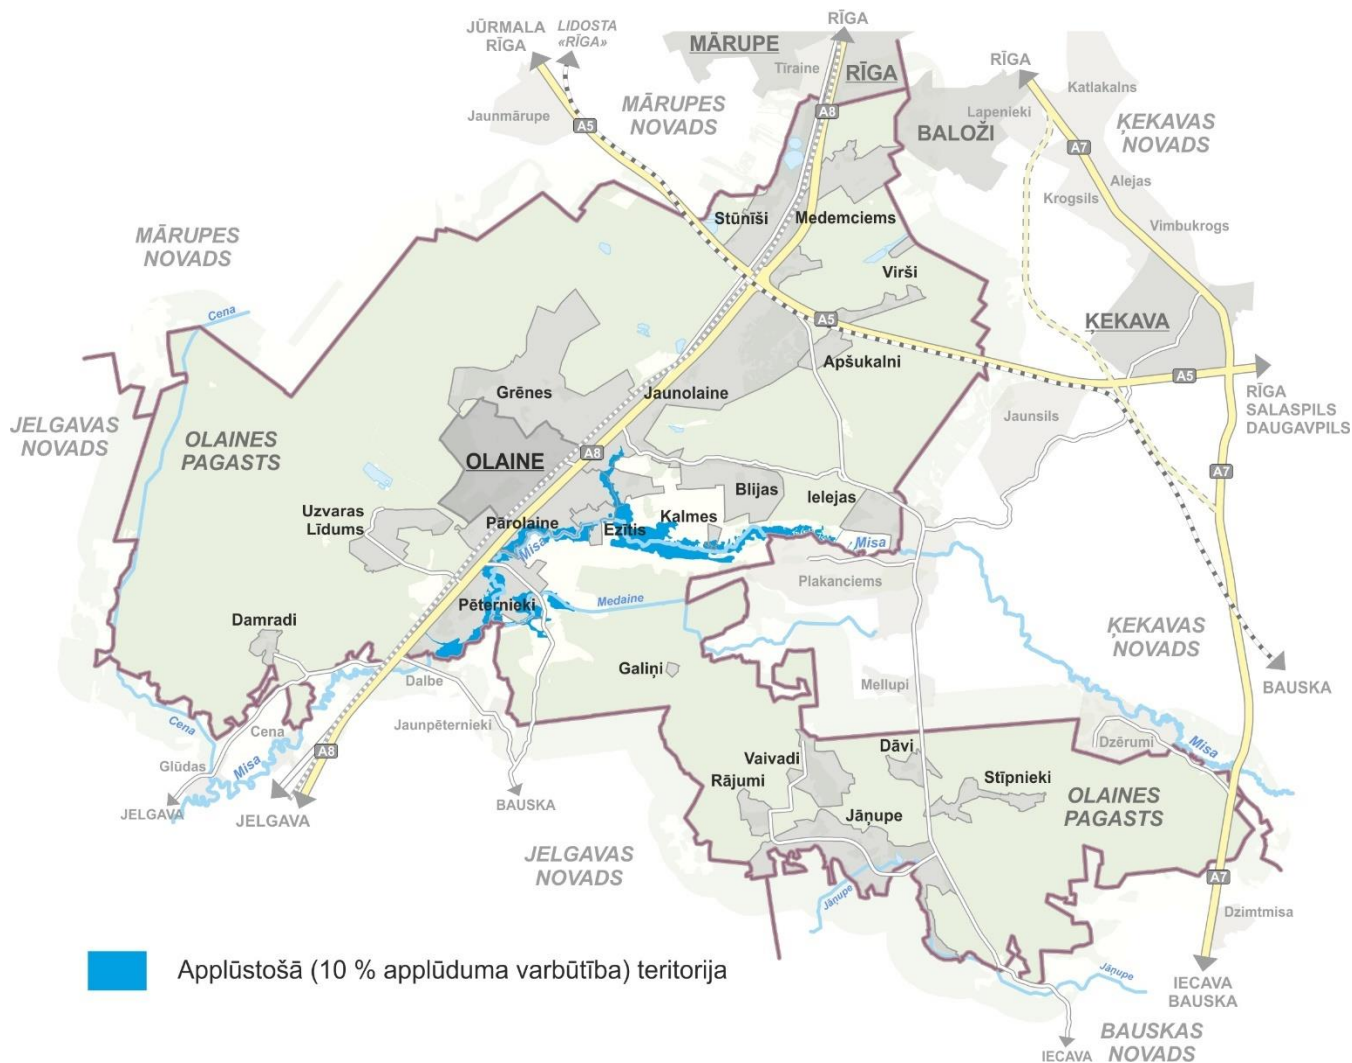 JŪRMALA
RĪGA
LIDOSTA
«RĪGA»
MĀRUPE
RĪGA
Tīraine
RĪGA
RĪGA
Katlakalns
Lapenieki
Jaunmārupe
MĀRUPES
NOVADS
A5
A8
BALOŽI
ĶEKAVAS
NOVADS
A7
Alejas
Krogsils
Vimbukrogs
Stūnīši
Medemciems
MĀRUPES
NOVADS
Virši
Cena
A5
ĶEKAVA
Apšukalni
A5
RĪGA
SALASPILS
DAUGAVPILS
Grēnes
Jaunolaine
Jaunsils
JELGAVAS
NOVADS
OLAINES
PAGASTS
OLAINE
A8
A7
Blijas
Ielejas
Uzvaras
Līdums
Pārolaine
Ezītis
Kalmes
Misa
Misa
Plakanciems
Pēternieki
Medaine
Damradi
ĶEKAVAS
NOVADS
Galiņi
Dalbe
Mellupi
BAUSKA
Cena
Cena
Jaunpēternieki
Glūdas
Misa
A8
Dzērumi
Misa
Vaivadi
Dāvi
Rājumi
Stīpnieki
JELGAVA
JELGAVA
BAUSKA
Jāņupe
OLAINES
PAGASTS
JELGAVAS
NOVADS
A7
Jāņupe
Dzimtmisa
Applūstošā (10 % applūduma varbūtība) teritorija
Jāņupe
IECAVA
BAUSKA
BAUSKAS
NOVADS
IECAVA